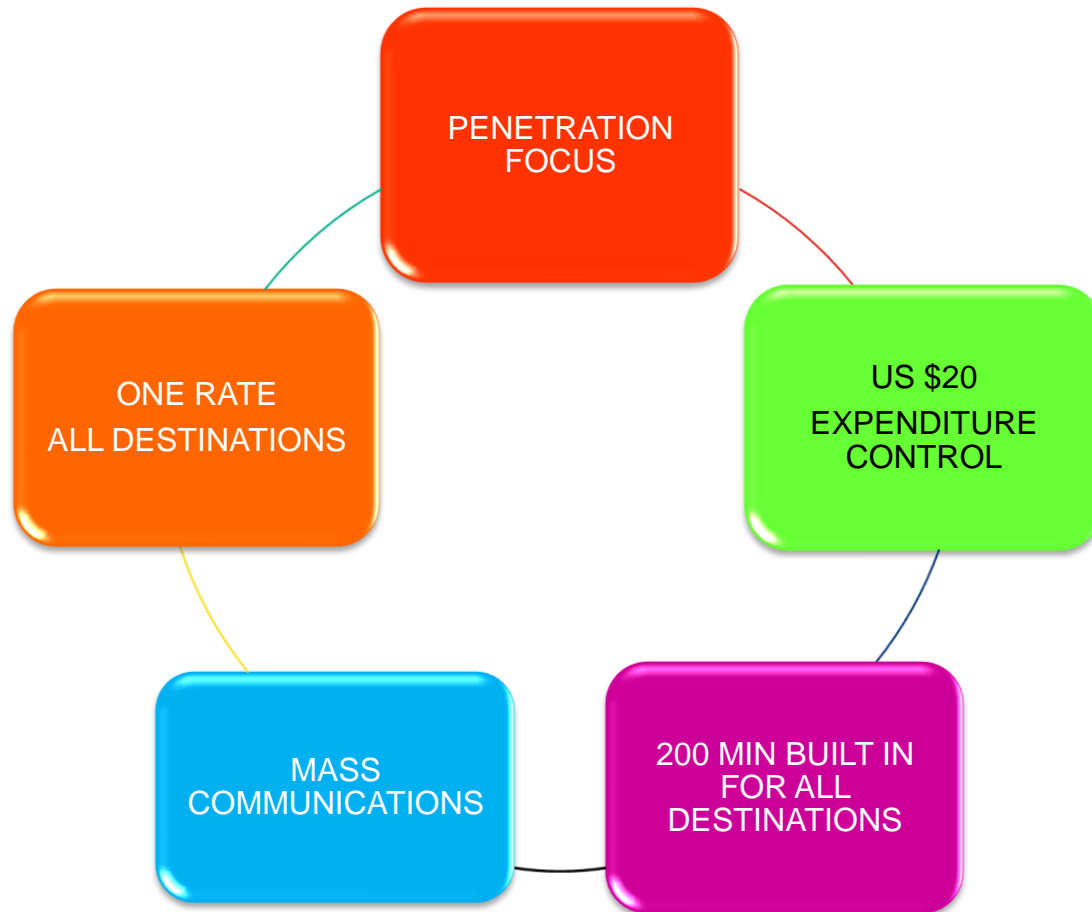 PENETRATION
FOCUS
US $20
EXPENDITURE
CONTROL
200 MIN BUILT IN
FOR ALL
DESTINATIONS
MASS
COMMUNICATIONS
ONE RATE
ALL DESTINATIONS